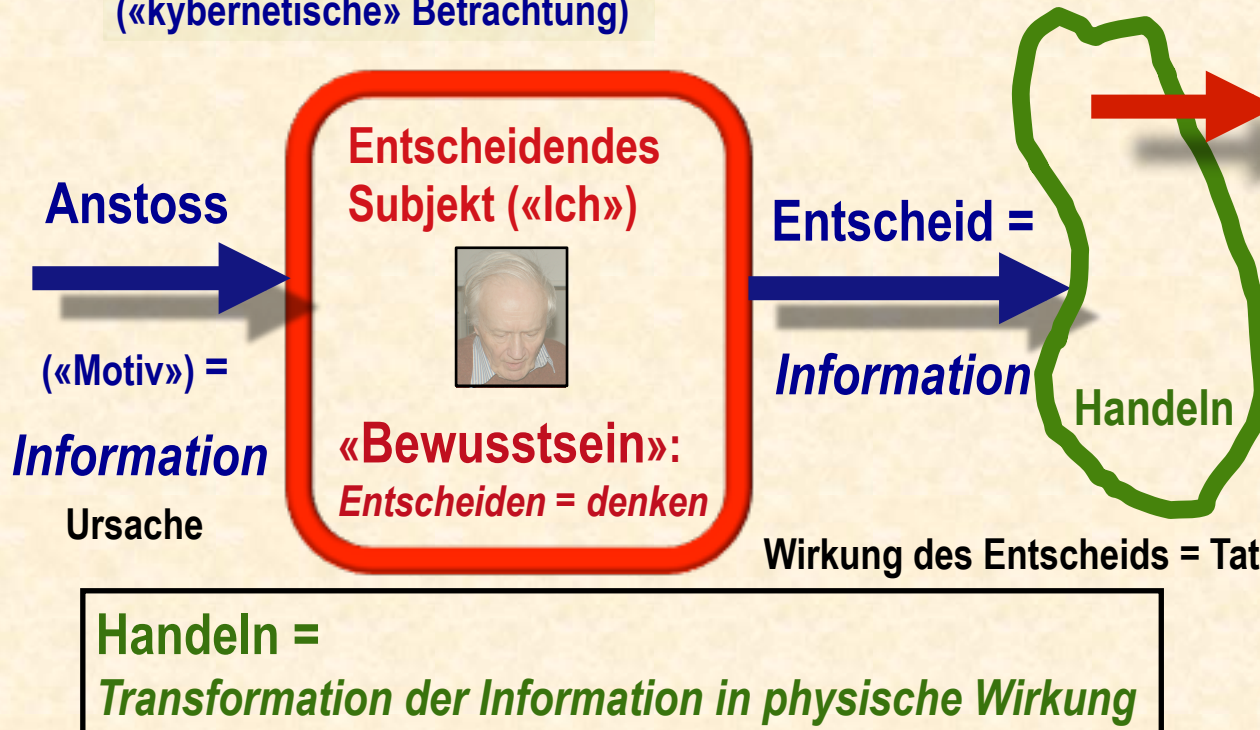 («kybernetische» Betrachtung)
Entscheidendes
Subjekt («Ich»)
Anstoss
Entscheid =
(«Motiv») =
Information
Information
Handeln
«Bewusstsein»:
Entscheiden = denken
Ursache
Wirkung des Entscheids = Tat
Handeln =
Transformation der Information in physische Wirkung